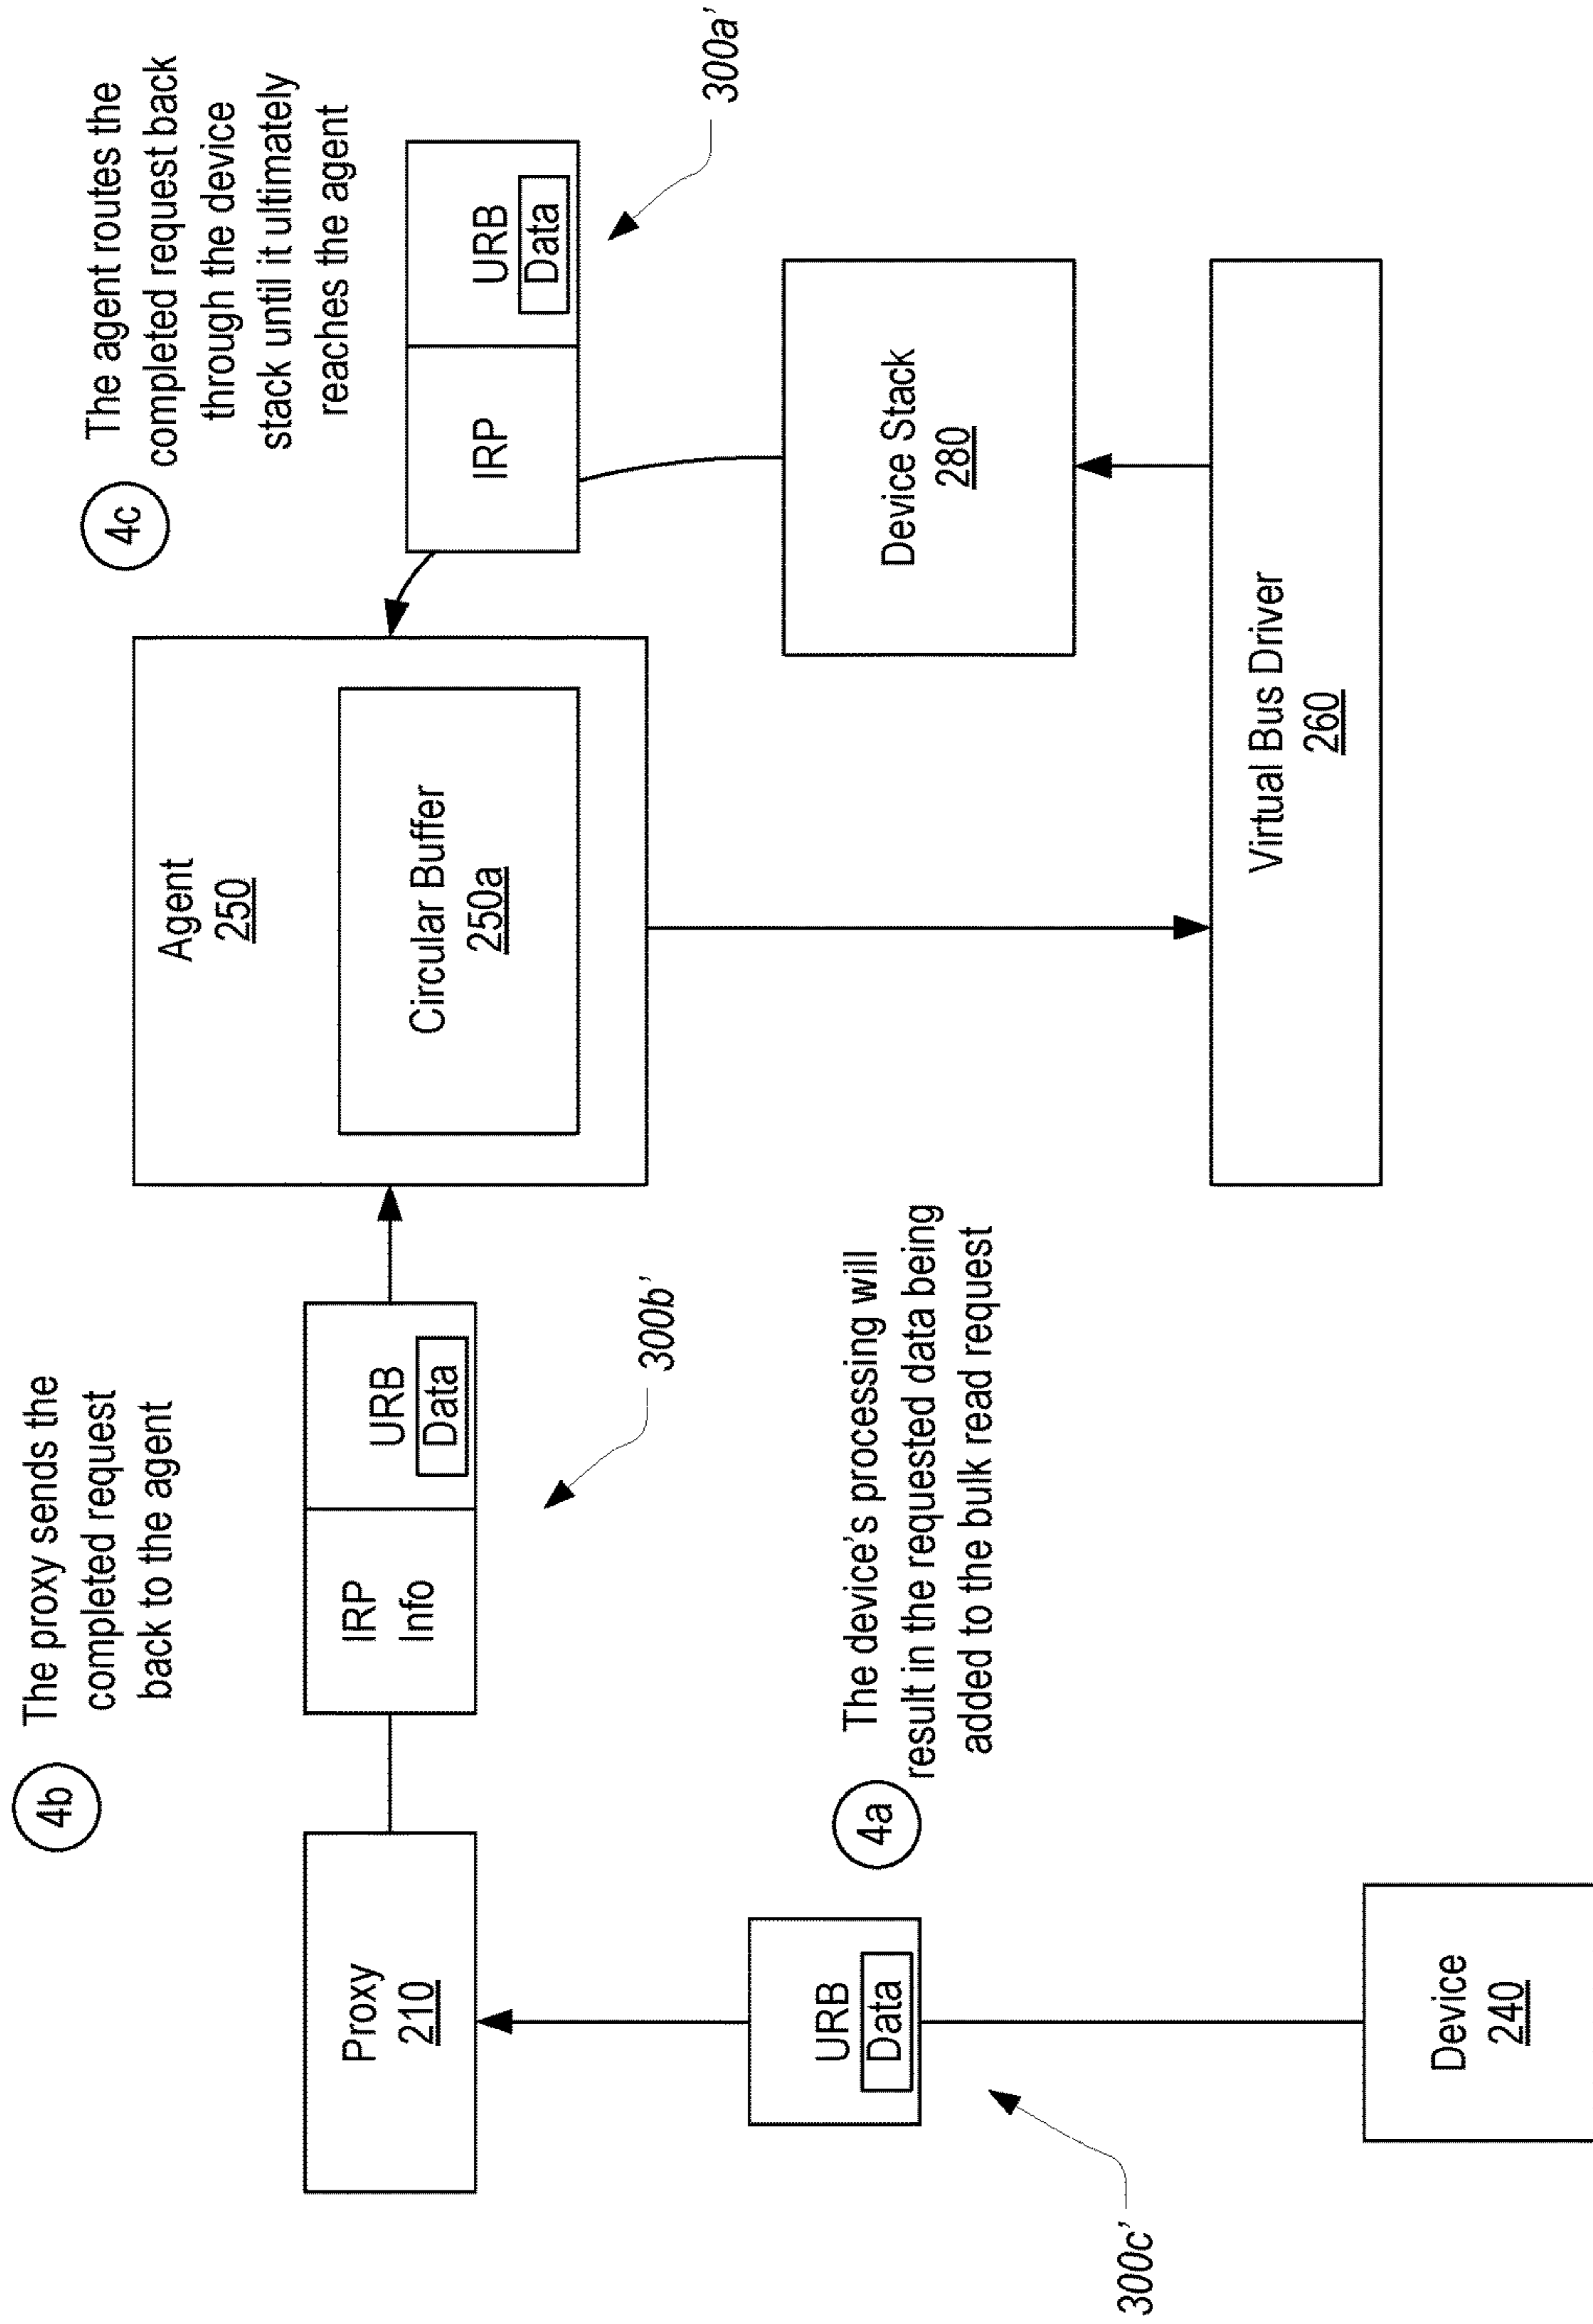 4b
The proxy sends the
completed request
back to the agent
4c
The agent routes the
completed request back
through the device
stack until it ultimately
reaches the agent
Proxy
210
IRP
Info
URB
Data
300b'
Agent
250
Circular Buffer
250a
IRP
URB
Data
300a'
4a
The device's processing will
result in the requested data being
added to the bulk read request
URB
Data
300c'
Device Stack
280
Virtual Bus Driver
260
Device
240